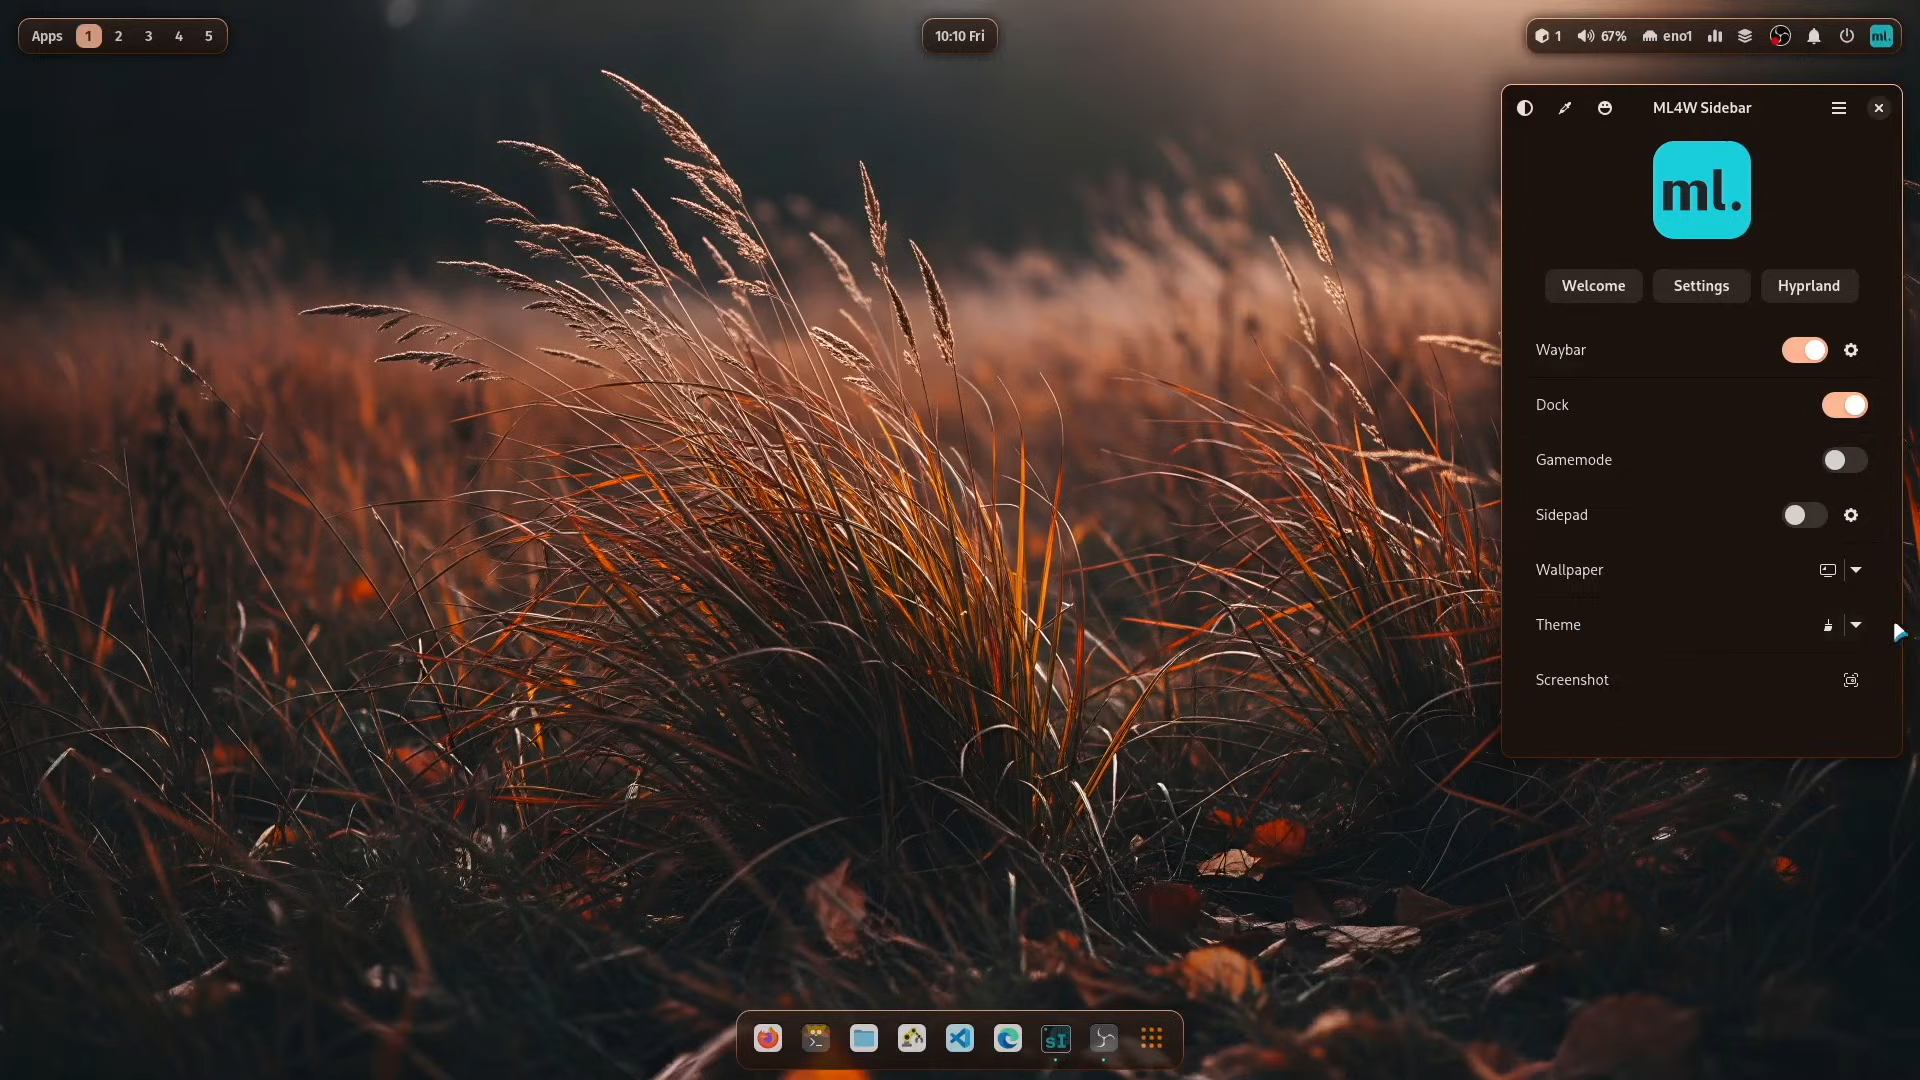 Apps 1 2 3 4 5
10:10 Fri
1 67% eno1 ml.
ML4W Sidebar
ml.
Welcome Settings Hyprland
Waybar
Dock
Gamemode
Sidepad
Wallpaper
Theme
Screenshot
sI